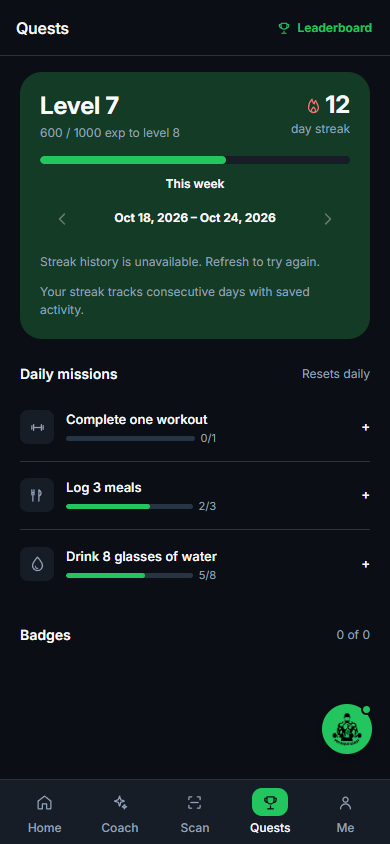 Quests
Leaderboard
Level 7
12
600 / 1000 exp to level 8
day streak
This week
Oct 18, 2026 – Oct 24, 2026
Streak history is unavailable. Refresh to try again.
Your streak tracks consecutive days with saved
activity.
Daily missions
Resets daily
Complete one workout
0/1
+
Log 3 meals
2/3
+
Drink 8 glasses of water
5/8
+
Badges
0 of 0
Home
Coach
Scan
Quests
Me